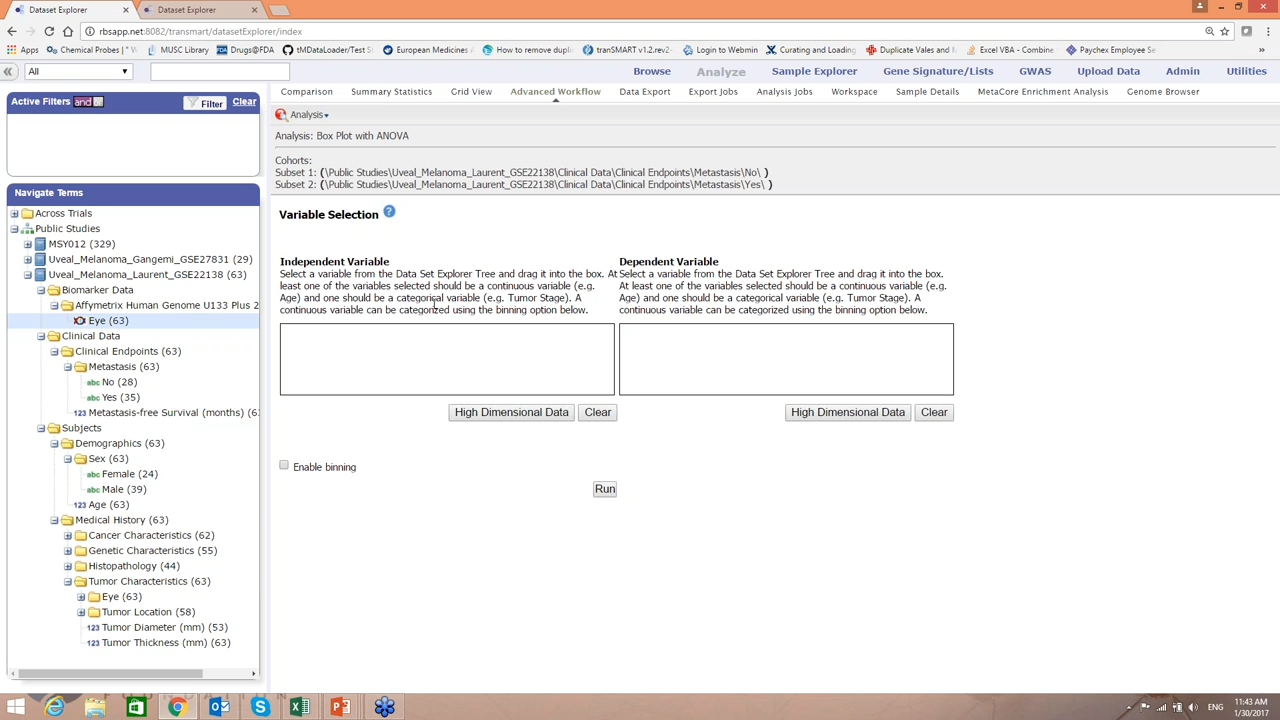 Dataset Explorer
Dataset Explorer
rbsapp.net:8082/transmart/datasetExplorer/index
Apps
Chemical Probes | "
MUSC Library
Drugs@FDA
tMDataLoader/Test St
European Medicines A
How to remove duplic
tranSMART v1.2.rev2-
Login to Webmin
Curating and Loading
Duplicate Vales and M
Excel VBA - Combine
Paychex Employee Se
»
All
Browse
Analyze
Sample Explorer
Gene Signature/Lists
GWAS
Upload Data
Admin
Utilities
Active Filters and or
Filter
Clear
Comparison
Summary Statistics
Grid View
Advanced Workflow
Data Export
Export Jobs
Analysis Jobs
Workspace
Sample Details
MetaCore Enrichment Analysis
Genome Browser
Analysis
Analysis: Box Plot with ANOVA
Cohorts:
Subset 1: (\Public Studies\Uveal_Melanoma_Laurent_GSE22138\Clinical Data\Clinical Endpoints\Metastasis\No\ )
Subset 2: (\Public Studies\Uveal_Melanoma_Laurent_GSE22138\Clinical Data\Clinical Endpoints\Metastasis\Yes\ )
Navigate Terms
Across Trials
Public Studies
MSY012 (329)
Uveal_Melanoma_Gangemi_GSE27831 (29)
Uveal_Melanoma_Laurent_GSE22138 (63)
Biomarker Data
Affymetrix Human Genome U133 Plus 2
Eye (63)
Clinical Data
Clinical Endpoints (63)
Metastasis (63)
abc No (28)
abc Yes (35)
123 Metastasis-free Survival (months) (6
Subjects
Demographics (63)
Sex (63)
abc Female (24)
abc Male (39)
123 Age (63)
Medical History (63)
Cancer Characteristics (62)
Genetic Characteristics (55)
Histopathology (44)
Tumor Characteristics (63)
Eye (63)
Tumor Location (58)
123 Tumor Diameter (mm) (53)
123 Tumor Thickness (mm) (63)
Variable Selection ?
Independent Variable
Select a variable from the Data Set Explorer Tree and drag it into the box. At
least one of the variables selected should be a continuous variable (e.g.
Age) and one should be a categorical variable (e.g. Tumor Stage). A
continuous variable can be categorized using the binning option below.
High Dimensional Data
Clear
Dependent Variable
Select a variable from the Data Set Explorer Tree and drag it into the box.
At least one of the variables selected should be a continuous variable (e.g.
Age) and one should be a categorical variable (e.g. Tumor Stage). A
continuous variable can be categorized using the binning option below.
High Dimensional Data
Clear
Enable binning
Run
ENG
11:43 AM
1/30/2017